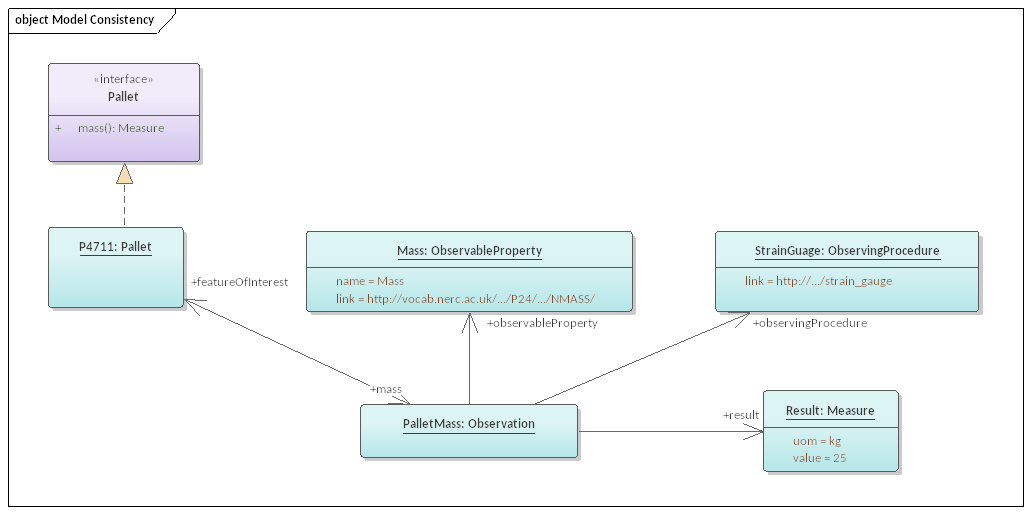 object Model Consistency
«interface»
Pallet
+ mass(): Measure
P4711: Pallet
Mass: ObservableProperty
name = Mass
link = http://vocab.nerc.ac.uk/.../P24/.../NMASS/
StrainGuage: ObservingProcedure
link = http://.../strain_gauge
+featureOfInterest
+observableProperty
+observingProcedure
+mass
PalletMass: Observation
+result
Result: Measure
uom = kg
value = 25